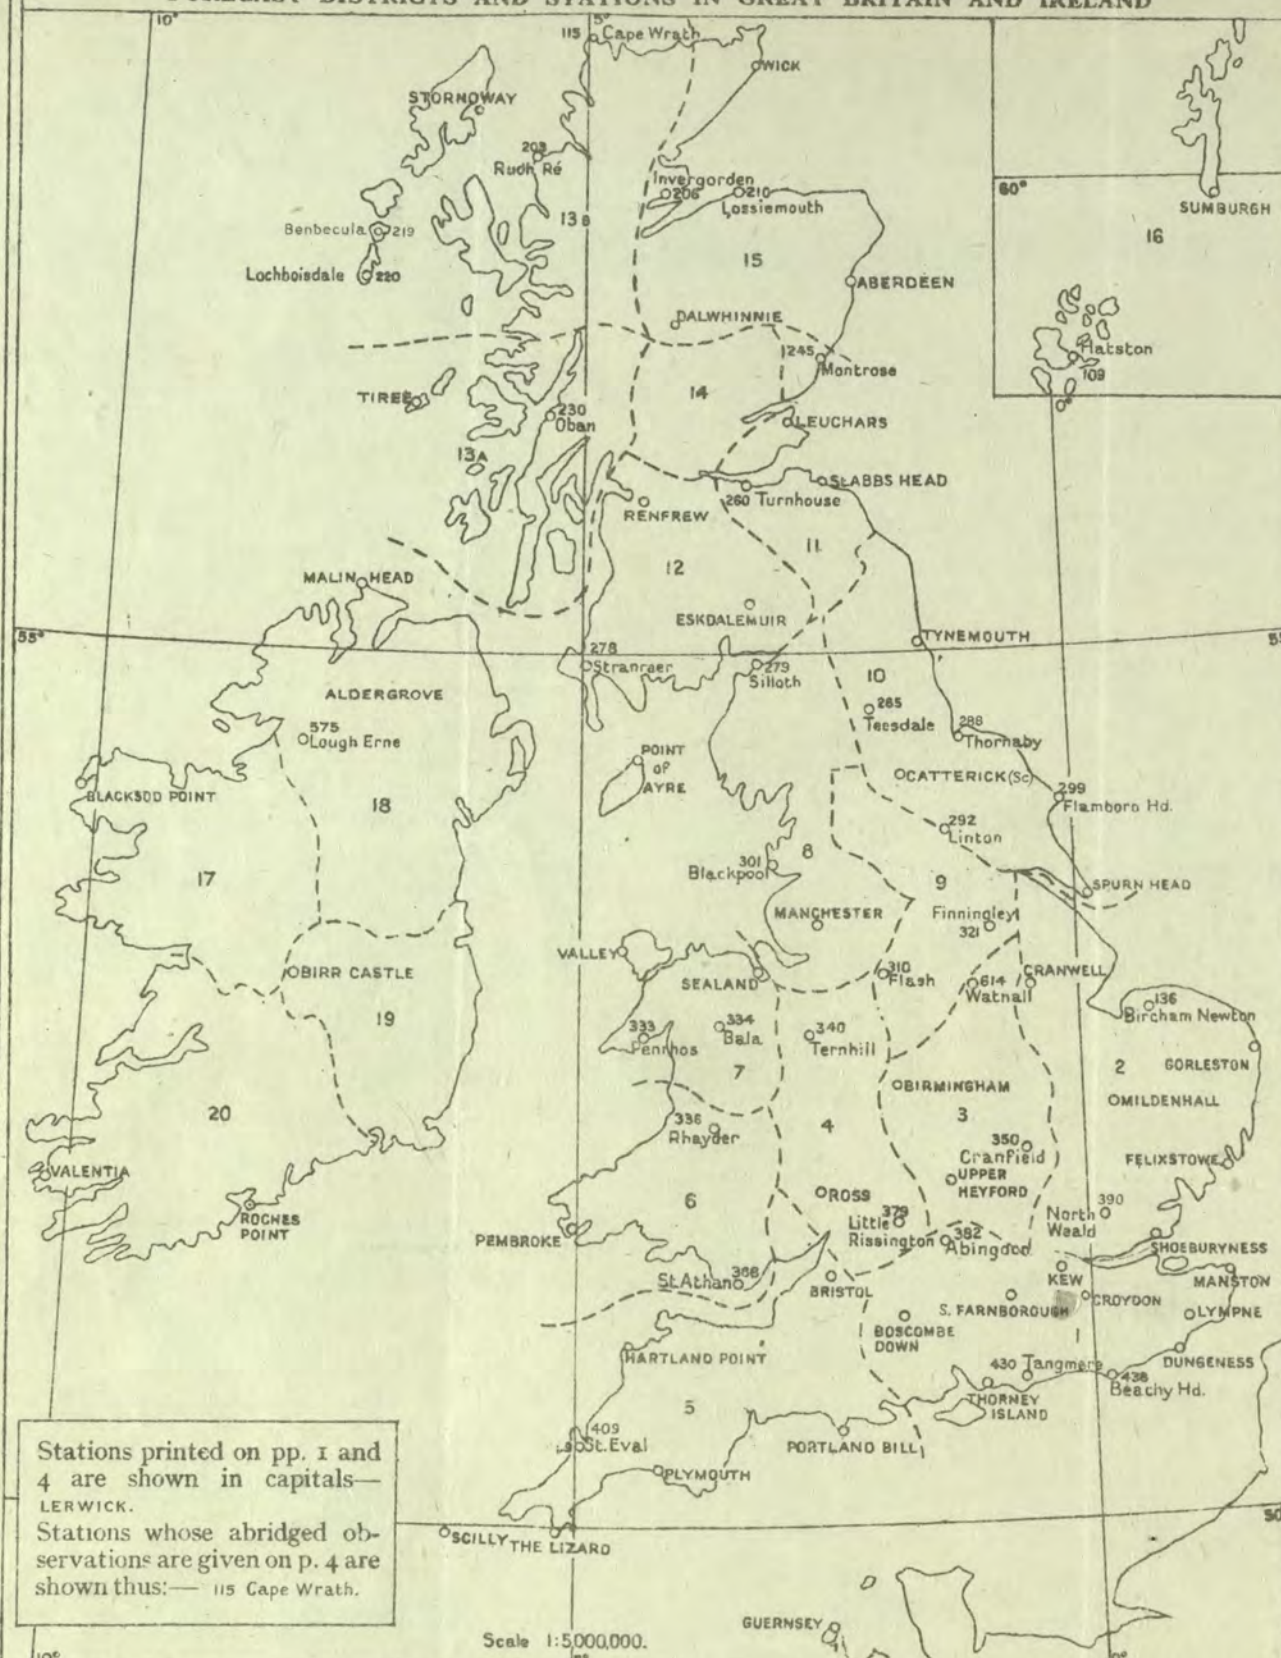 FORECAST DISTRICTS AND STATIONS IN GREAT BRITAIN AND IRELAND
10°
5°
115 Cape Wrath
WICK
STORNOWAY
203
Rudh Ré
Invergorden
206
210
Lossiemouth
13B
60°
SUMBURGH
16
Benbecula 219
Lochboisdale 220
15
ABERDEEN
DALWHINNIE
245
Montrose
Hatston
109
0°
TIREE
14
230
Oban
LEUCHARS
13A
St.ABBS HEAD
260 Turnhouse
RENFREW
11
12
MALIN HEAD
ESKDALEMUIR
55°
TYNEMOUTH
278
Stranraer
279
Silloth
10
ALDERGROVE
265
Teesdale
575
Lough Erne
288
Thornaby
POINT
OF
AYRE
CATTERICK (Sc)
BLACKSOD POINT
18
299
Flamboro Hd.
292
Linton
8
301
Blackpool
17
9
SPURN HEAD
MANCHESTER
Finningley
321
VALLEY
BIRR CASTLE
SEALAND
310
Flash
614
Watnall
CRANWELL
19
136
Bircham Newton
333
Penrhos
334
Bala
340
Ternhill
7
2
GORLESTON
BIRMINGHAM
MILDENHALL
20
336
Rhayder
4
3
350
Cranfield
FELIXSTOWE
VALENTIA
UPPER
HEYFORD
ROSS
6
379
Little
Rissington
North
Weald
390
ROCHES
POINT
PEMBROKE
382
Abingdon
SHOEBURYNESS
St.Athan 368
BRISTOL
KEW
MANSTON
S. FARNBOROUGH
CROYDON
LYMPNE
BOSCOMBE
DOWN
1
HARTLAND POINT
430 Tangmere
DUNGENESS
438
Beachy Hd.
THORNEY
ISLAND
5
409
St.Eval
PORTLAND BILL
PLYMOUTH
Stations printed on pp. 1 and
4 are shown in capitals—
LERWICK.
Stations whose abridged ob-
servations are given on p. 4 are
shown thus:— 115 Cape Wrath.
50
SCILLY
THE LIZARD
GUERNSEY
Scale 1:5,000,000.
10°
0°